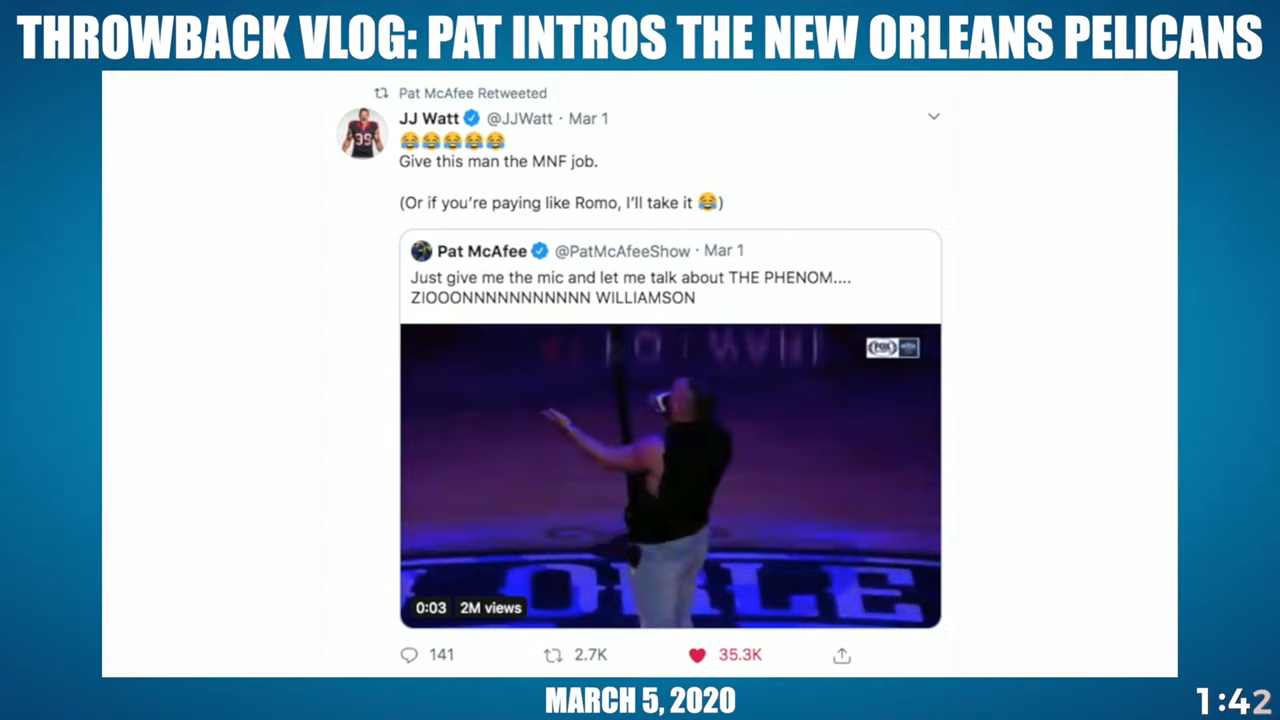 THROWBACK VLOG: PAT INTROS THE NEW ORLEANS PELICANS
Pat McAfee Retweeted
JJ Watt @JJWatt · Mar 1
😂😂😂😂😂
Give this man the MNF job.
(Or if you're paying like Romo, I'll take it 😂)
Pat McAfee @PatMcAfeeShow · Mar 1
Just give me the mic and let me talk about THE PHENOM....
ZIOOONNNNNNNNNNN WILLIAMSON
FOX
ORLE
0:03 2M views
141 2.7K 35.3K
MARCH 5, 2020
1:42